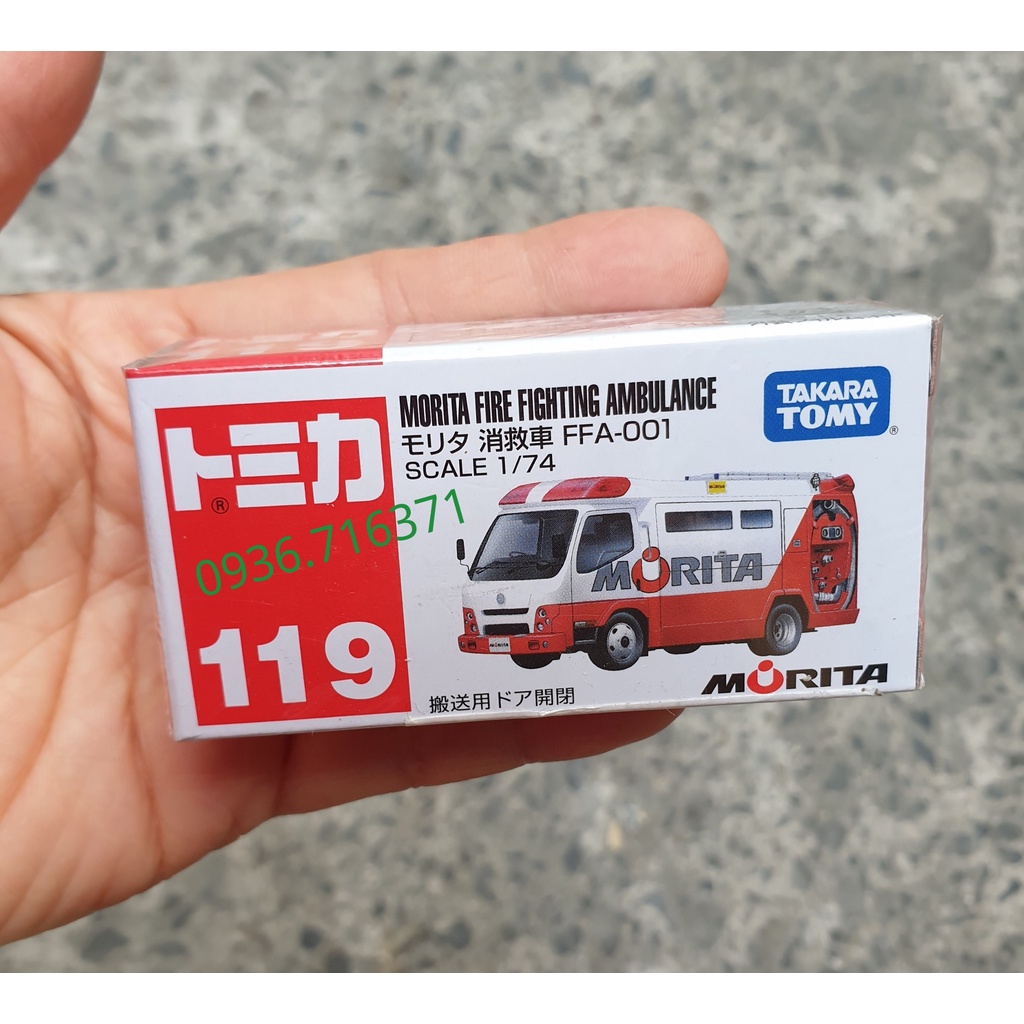 トミカ
®
0936.716371
119
MORITA FIRE FIGHTING AMBULANCE
モリタ 消救車 FFA-001
SCALE 1/74
TAKARA
TOMY
®
MORITA
MORITA
搬送用ドア開閉